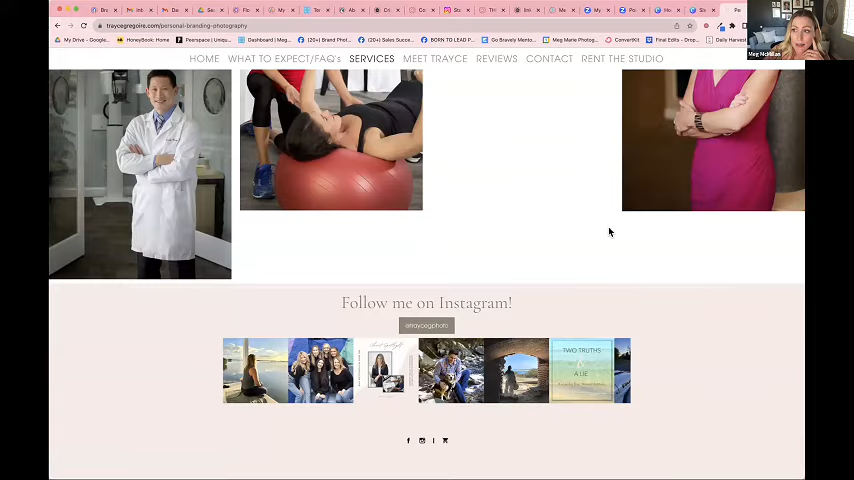 traycegregoire.com/personal-branding-photography
My Drive - Google...
HoneyBook: Home
Peerspace | Uniqu...
Dashboard | Meg...
(20+) Brand Phot...
(20+) Sales Succe...
BORN TO LEAD P...
Go Bravely Mento...
Meg Marie Photog...
ConvertKit
Final Edits - Drop...
Daily Harvest
Meg McMillan
HOME WHAT TO EXPECT/FAQ's SERVICES MEET TRAYCE REVIEWS CONTACT RENT THE STUDIO
Follow me on Instagram!
@traycegphoto
TWO TRUTHS
&
A LIE